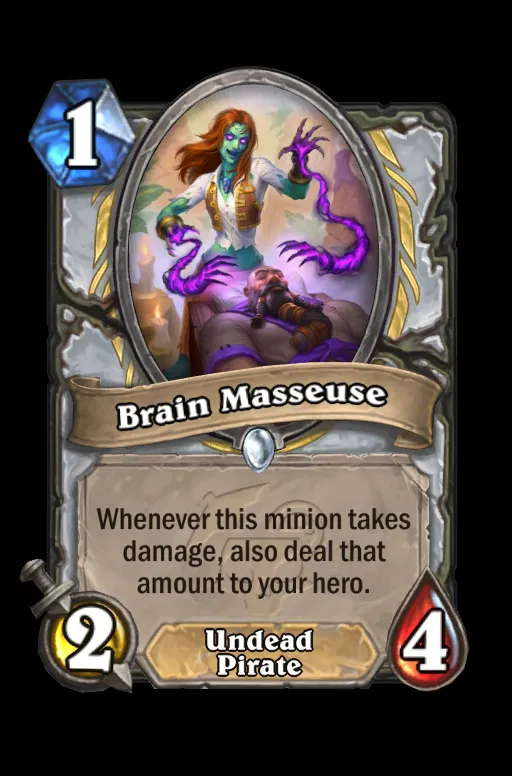 1
Brain Masseuse
Whenever this minion takes
damage, also deal that
amount to your hero.
2
Undead
Pirate
4